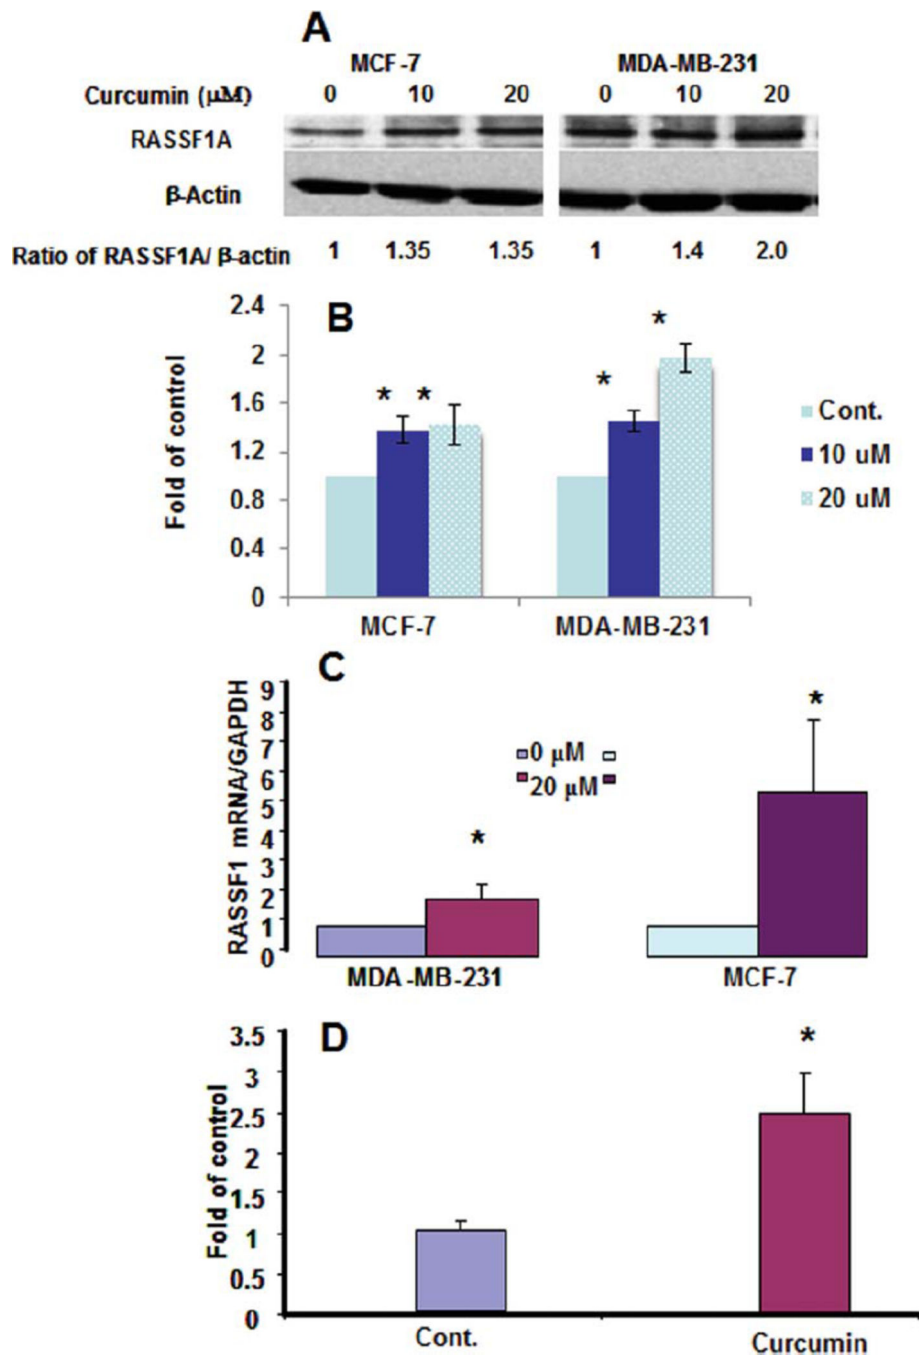 A
MCF-7 MDA-MB-231
Curcumin (µM) 0 10 20 0 10 20
RASSF1A
β-Actin
Ratio of RASSF1A/ β-actin 1 1.35 1.35 1 1.4 2.0
B
Fold of control
2.4
2
1.6
1.2
0.8
0.4
0
* * * *
Cont.
10 uM
20 uM
MCF-7 MDA-MB-231
C
RASSF1 mRNA/GAPDH
9
8
7
6
5
4
3
2
1
0
0 µM
20 µM
* *
MDA-MB-231 MCF-7
D
Fold of control
3.5
3
2.5
2
1.5
1
0.5
0
*
Cont. Curcumin